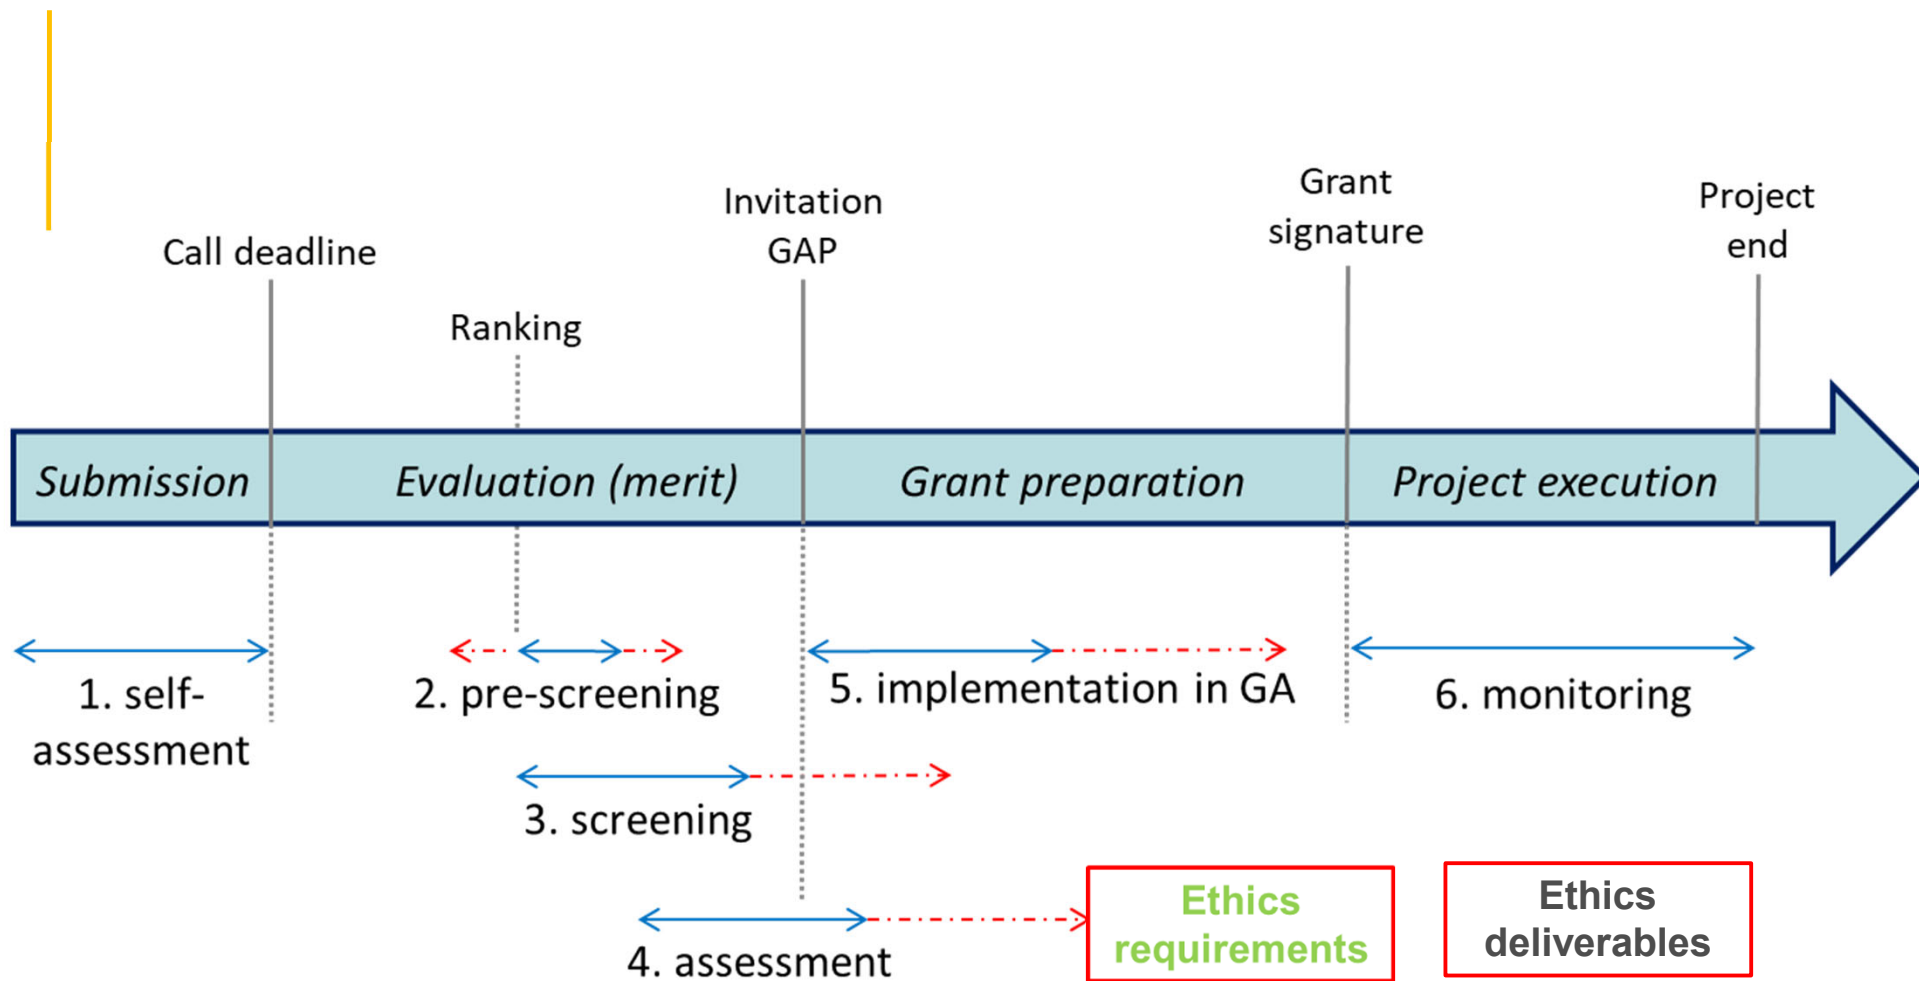 Call deadline
Ranking
Invitation
GAP
Grant
signature
Project
end
Submission
Evaluation (merit)
Grant preparation
Project execution
1. self-
assessment
2. pre-screening
5. implementation in GA
6. monitoring
3. screening
4. assessment
Ethics
requirements
Ethics
deliverables